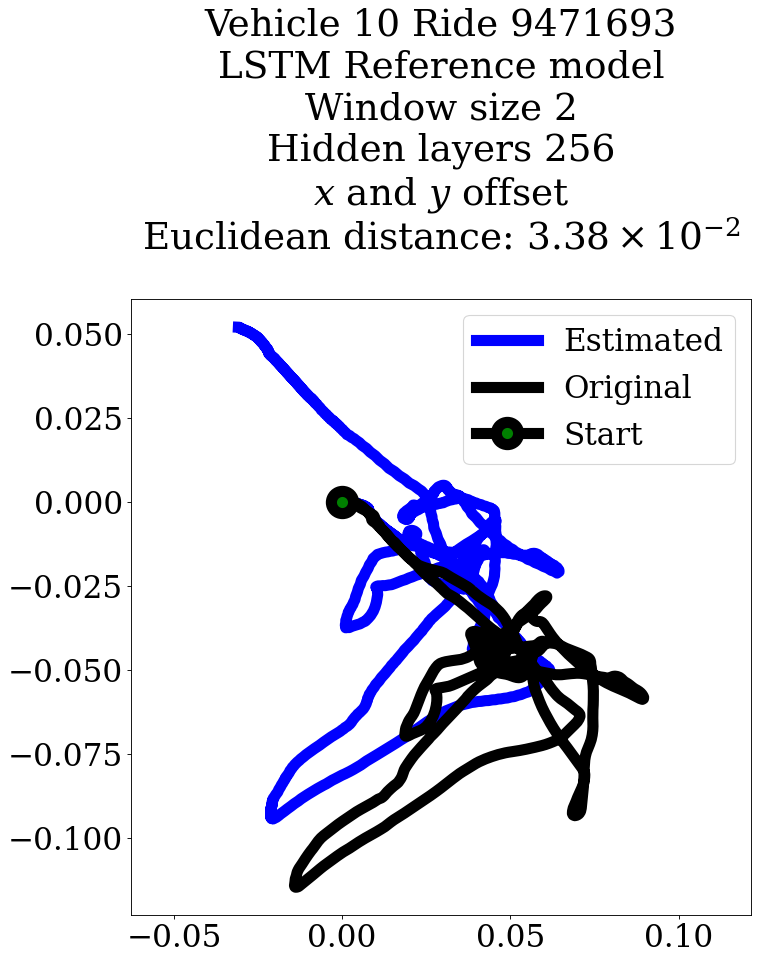 Vehicle 10 Ride 9471693
LSTM Reference model
Window size 2
Hidden layers 256
x and y offset
Euclidean distance: 3.38 × 10⁻²
Estimated
Original
Start
0.050
0.025
0.000
−0.025
−0.050
−0.075
−0.100
−0.05 0.00 0.05 0.10